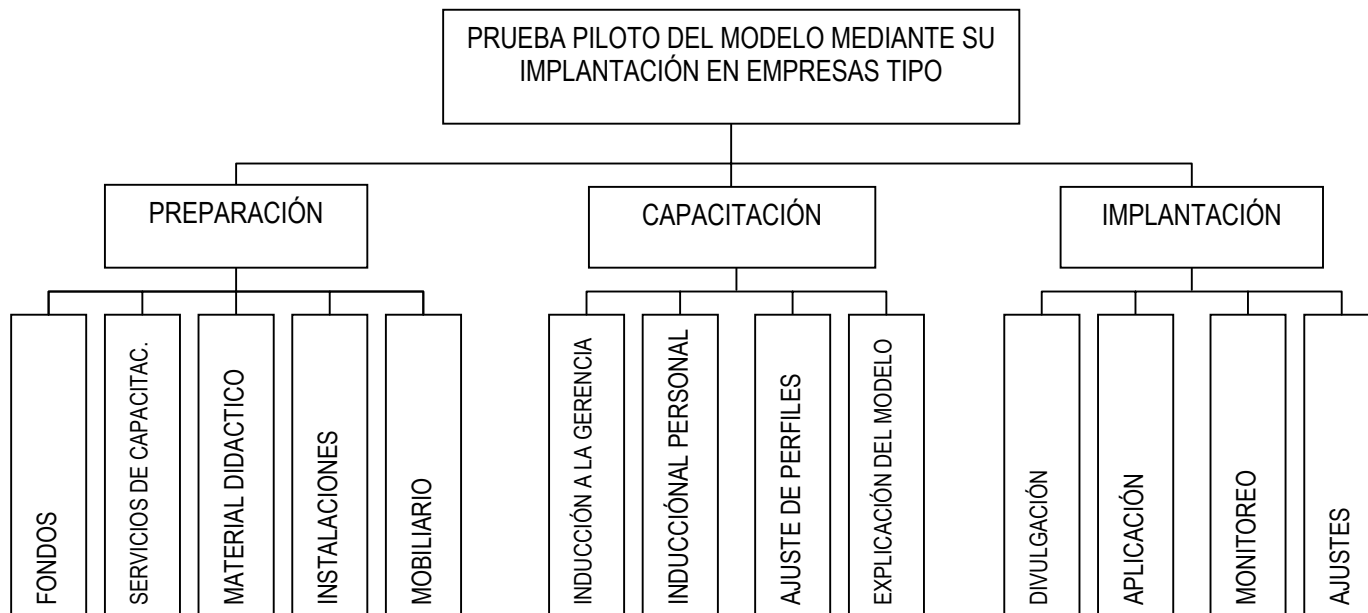 PRUEBA PILOTO DEL MODELO MEDIANTE SU
IMPLANTACIÓN EN EMPRESAS TIPO
PREPARACIÓN
CAPACITACIÓN
IMPLANTACIÓN
FONDOS
SERVICIOS DE CAPACITAC.
MATERIAL DIDACTICO
INSTALACIONES
MOBILIARIO
INDUCCIÓN A LA GERENCIA
INDUCCIÓNAL PERSONAL
AJUSTE DE PERFILES
EXPLICACIÓN DEL MODELO
DIVULGACIÓN
APLICACIÓN
MONITOREO
AJUSTES